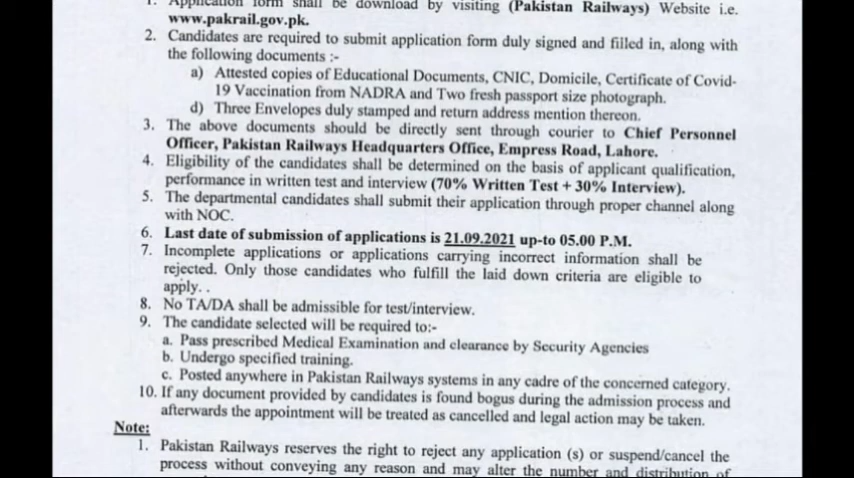 1. Application form shall be download by visiting (Pakistan Railways) Website i.e.
www.pakrail.gov.pk.
2. Candidates are required to submit application form duly signed and filled in, along with
the following documents :-
a) Attested copies of Educational Documents, CNIC, Domicile, Certificate of Covid-
19 Vaccination from NADRA and Two fresh passport size photograph.
d) Three Envelopes duly stamped and return address mention thereon.
3. The above documents should be directly sent through courier to Chief Personnel
Officer, Pakistan Railways Headquarters Office, Empress Road, Lahore.
4. Eligibility of the candidates shall be determined on the basis of applicant qualification,
performance in written test and interview (70% Written Test + 30% Interview).
5. The departmental candidates shall submit their application through proper channel along
with NOC.
6. Last date of submission of applications is 21.09.2021 up-to 05.00 P.M.
7. Incomplete applications or applications carrying incorrect information shall be
rejected. Only those candidates who fulfill the laid down criteria are eligible to
apply. .
8. No TA/DA shall be admissible for test/interview.
9. The candidate selected will be required to:-
a. Pass prescribed Medical Examination and clearance by Security Agencies
b. Undergo specified training.
c. Posted anywhere in Pakistan Railways systems in any cadre of the concerned category.
10. If any document provided by candidates is found bogus during the admission process and
afterwards the appointment will be treated as cancelled and legal action may be taken.
Note:
1. Pakistan Railways reserves the right to reject any application (s) or suspend/cancel the
process without conveying any reason and may alter the number and distribution of